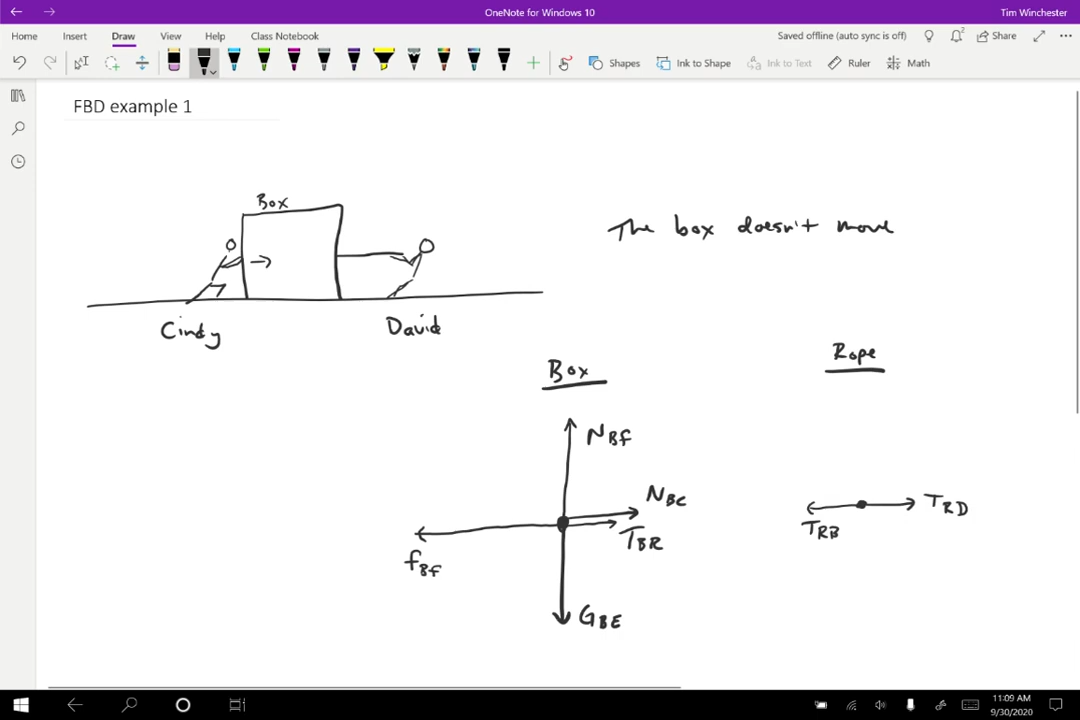 OneNote for Windows 10
Tim Winchester
Home Insert Draw View Help Class Notebook
Saved offline (auto sync is off) Share
Shapes Ink to Shape Ink to Text Ruler Math
FBD example 1
Box
The box doesn't move
Cindy David
Box Rope
NBf
NBC
TBR
fBf
GBE
TRB
TRD
11:09 AM
9/30/2020